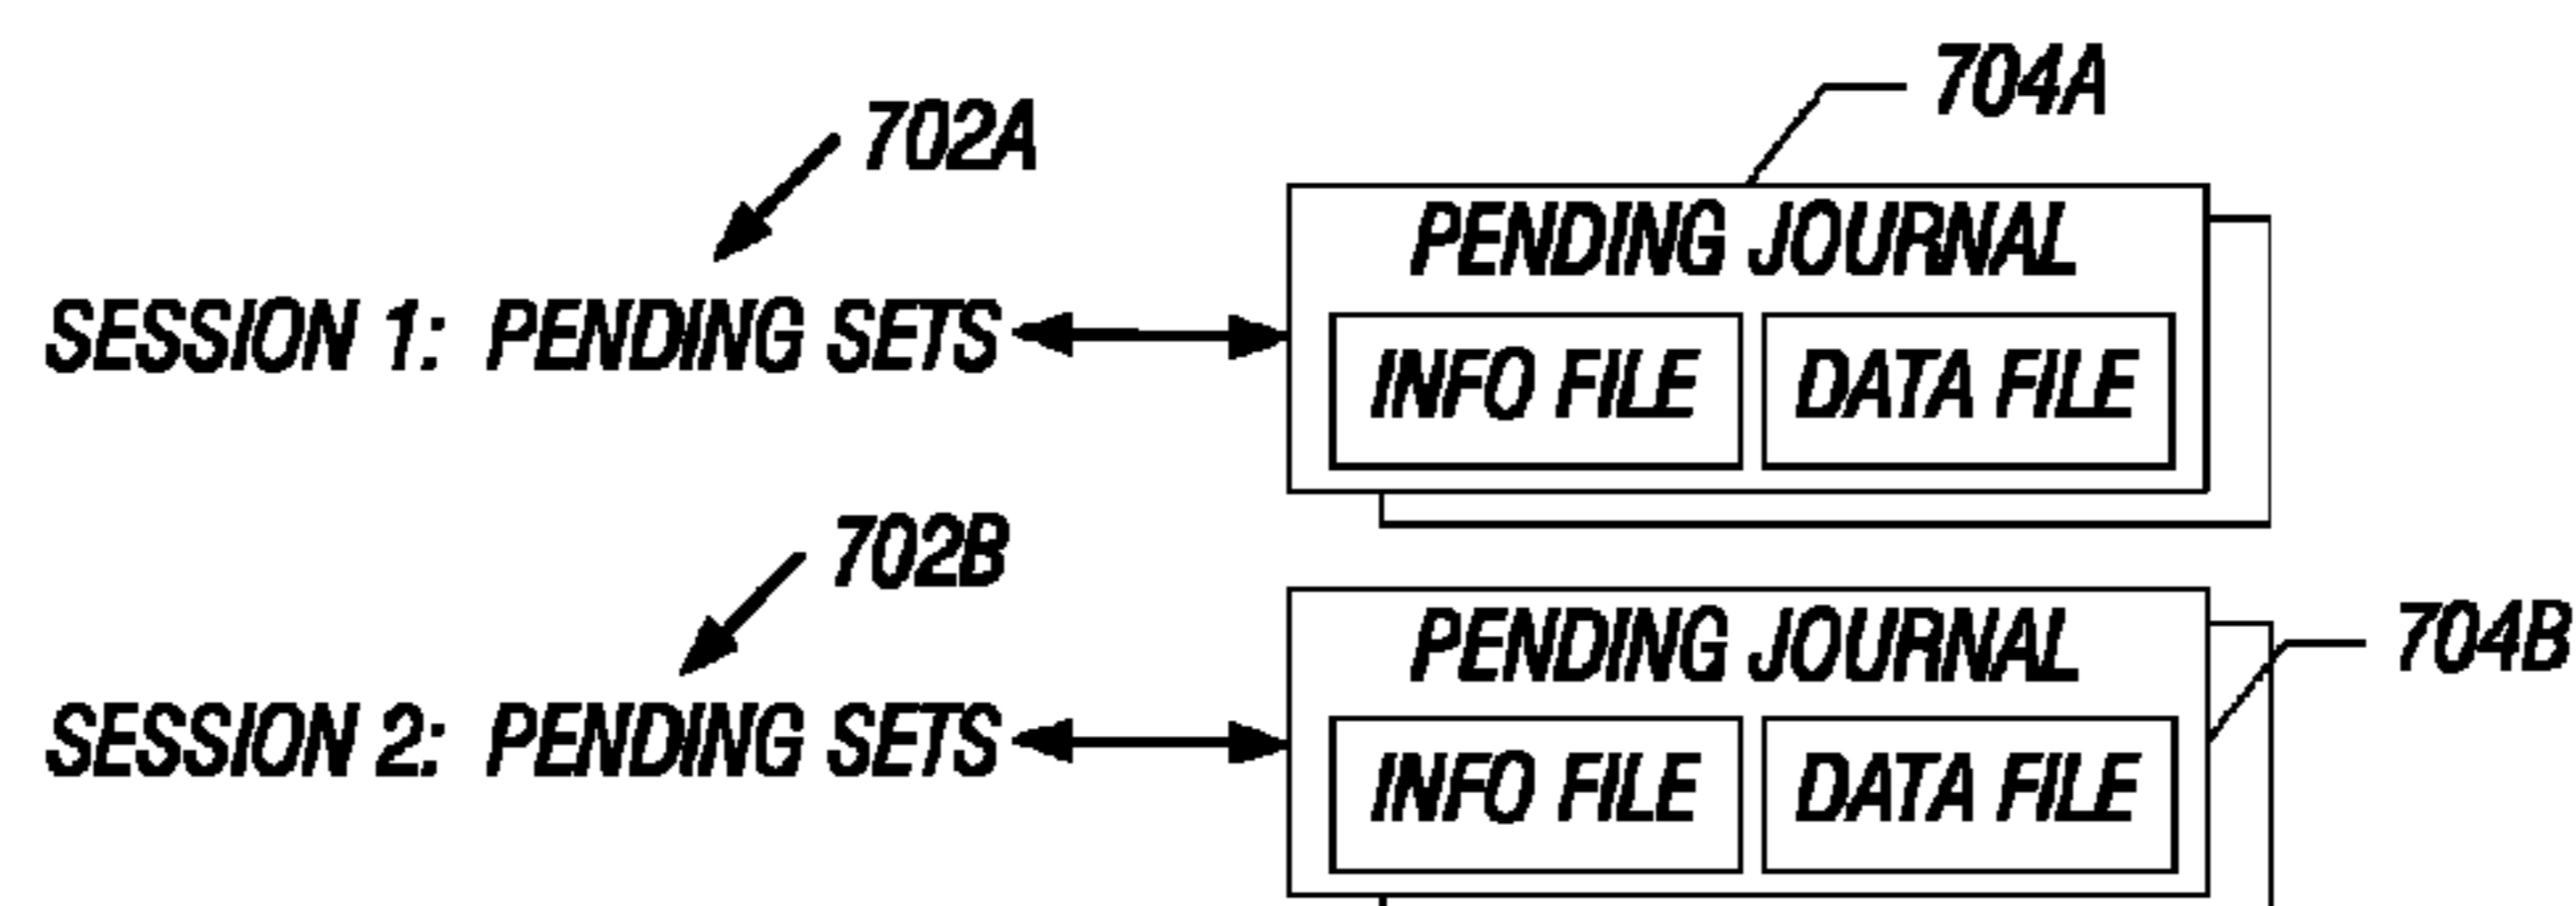 704A
702A
PENDING JOURNAL
SESSION 1: PENDING SETS
INFO FILE
DATA FILE
702B
704B
PENDING JOURNAL
SESSION 2: PENDING SETS
INFO FILE
DATA FILE